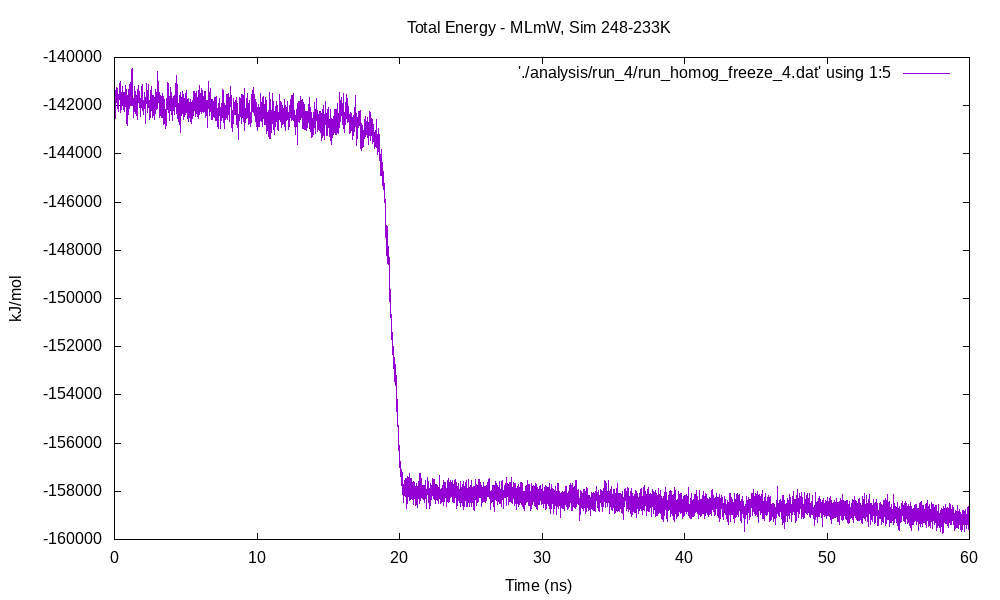 Total Energy - MLmW, Sim 248-233K
'./analysis/run_4/run_homog_freeze_4.dat' using 1:5
-140000
-142000
-144000
-146000
-148000
-150000
-152000
-154000
-156000
-158000
-160000
kJ/mol
0 10 20 30 40 50 60
Time (ns)